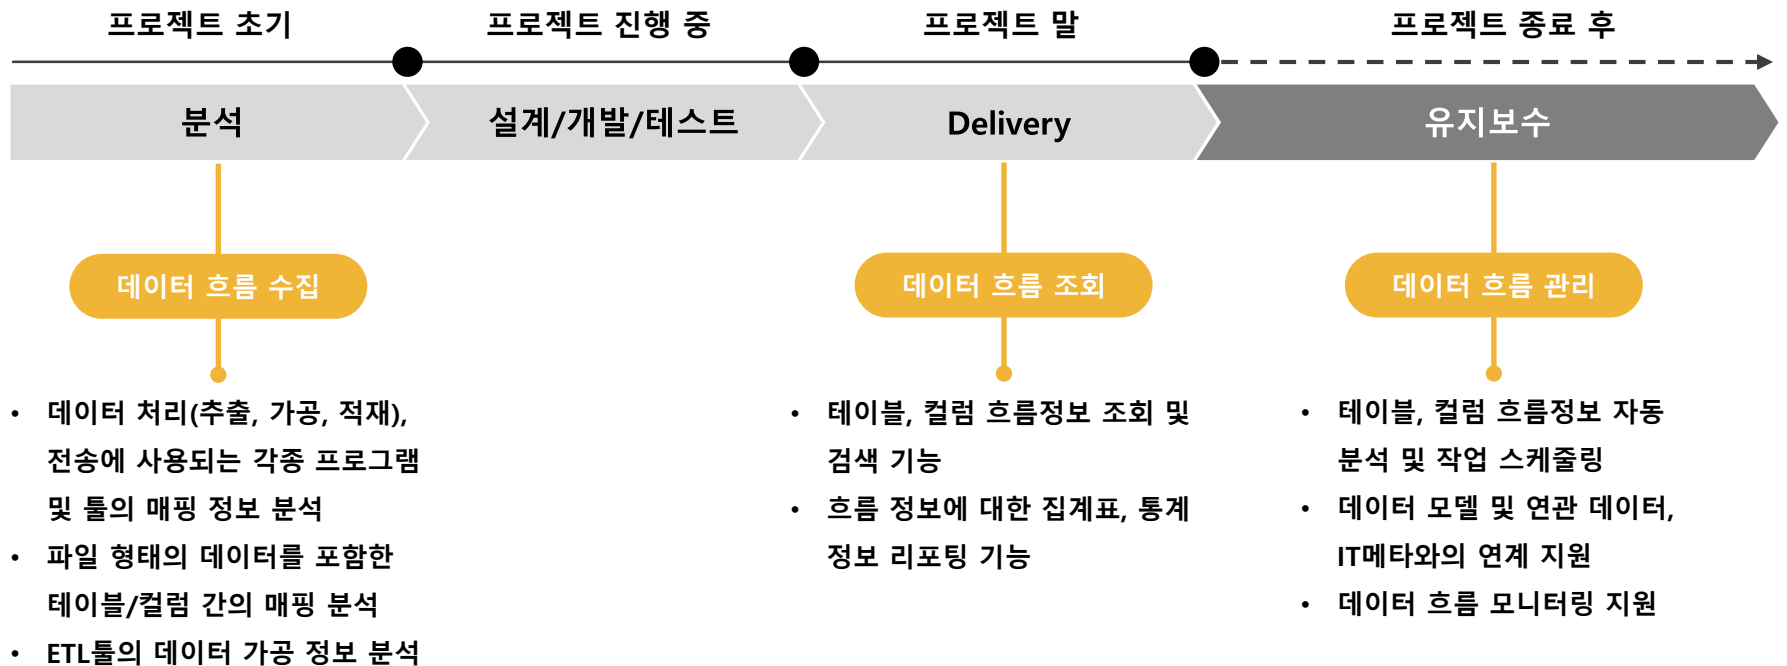 프로젝트 초기
프로젝트 진행 중
프로젝트 말
프로젝트 종료 후
분석
설계/개발/테스트
Delivery
유지보수
데이터 흐름 수집
데이터 흐름 조회
데이터 흐름 관리
• 데이터 처리(추출, 가공, 적재),
전송에 사용되는 각종 프로그램
및 툴의 매핑 정보 분석
• 파일 형태의 데이터를 포함한
테이블/컬럼 간의 매핑 분석
• ETL툴의 데이터 가공 정보 분석
• 테이블, 컬럼 흐름정보 조회 및
검색 기능
• 흐름 정보에 대한 집계표, 통계
정보 리포팅 기능
• 테이블, 컬럼 흐름정보 자동
분석 및 작업 스케줄링
• 데이터 모델 및 연관 데이터,
IT메타와의 연계 지원
• 데이터 흐름 모니터링 지원